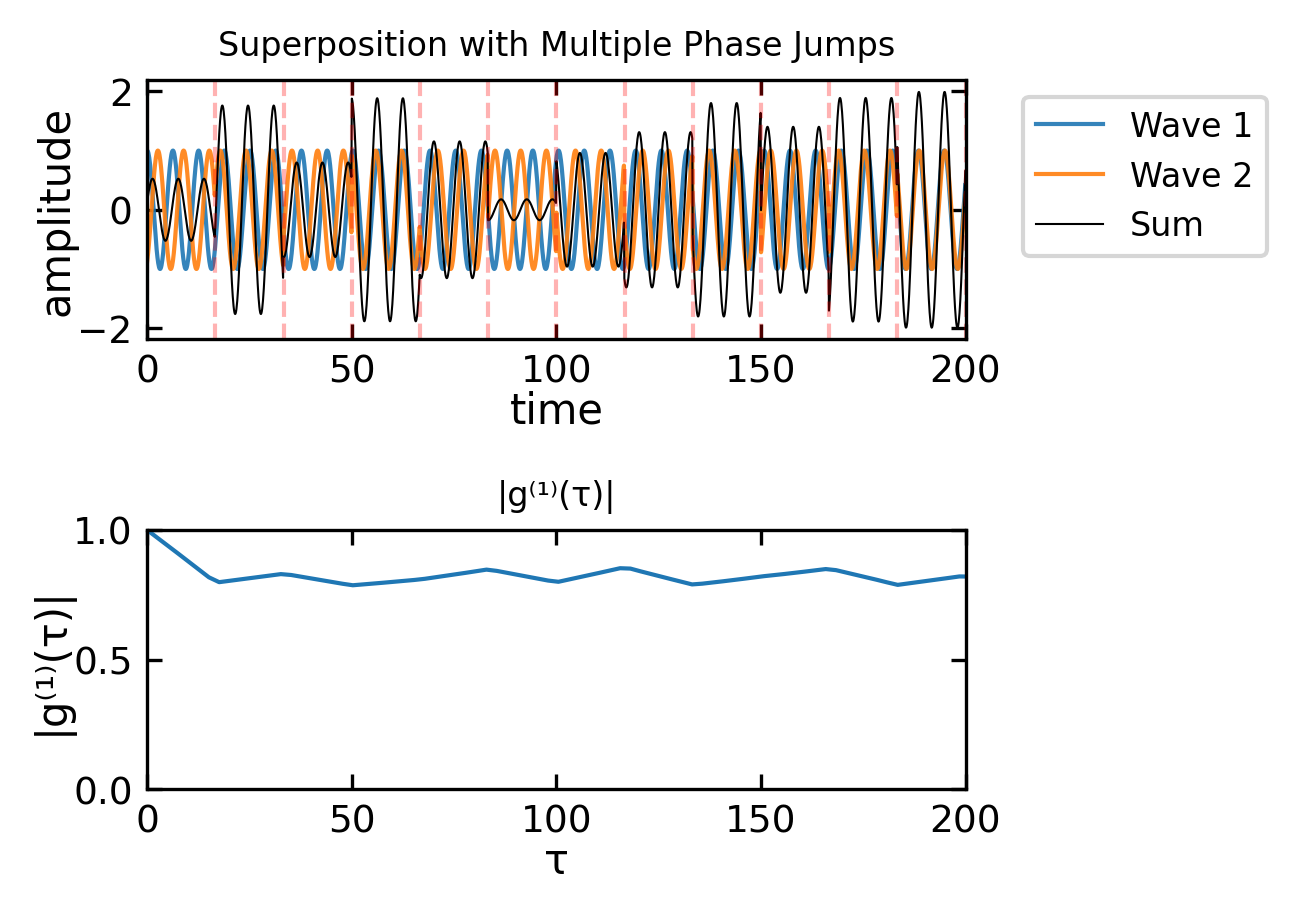 Superposition with Multiple Phase Jumps
amplitude
2
0
−2
0 50 100 150 200
time
Wave 1
Wave 2
Sum
|g⁽¹⁾(τ)|
|g⁽¹⁾(τ)|
1.0
0.5
0.0
0 50 100 150 200
τ